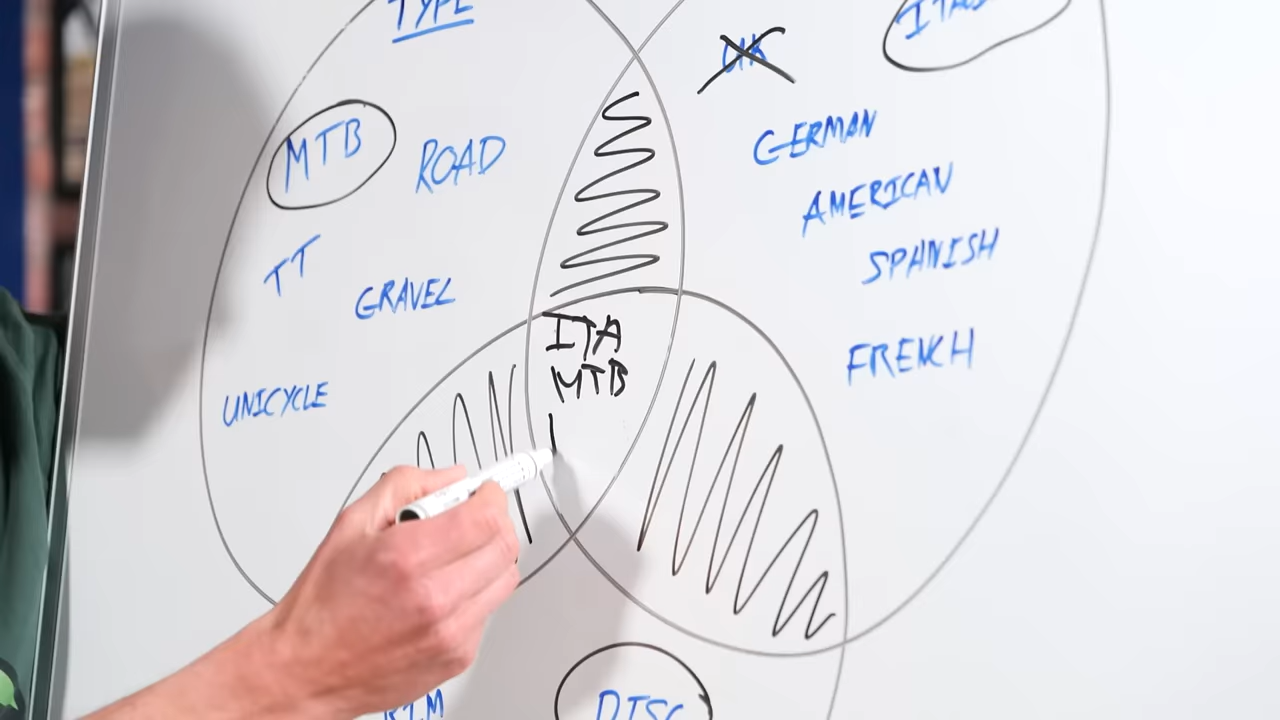 TYPE
UK
MTB
ROAD
GERMAN
AMERICAN
TT
SPANISH
GRAVEL
ITA
MTB
FRENCH
UNICYCLE
DISC